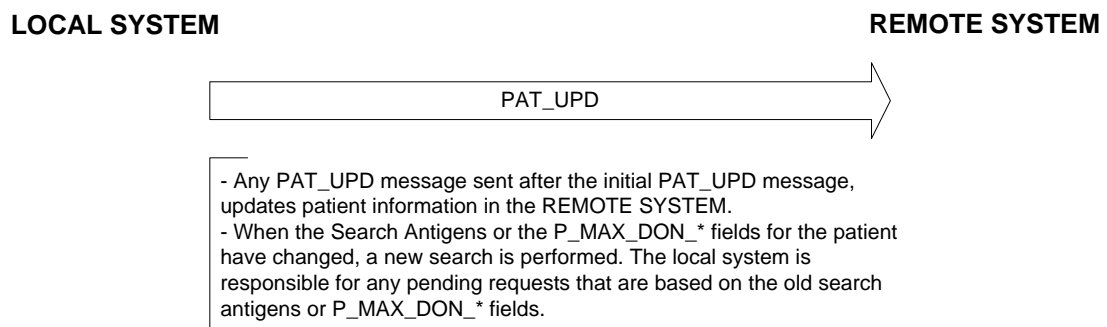 LOCAL SYSTEM
REMOTE SYSTEM
PAT_UPD
- Any PAT_UPD message sent after the initial PAT_UPD message,
updates patient information in the REMOTE SYSTEM.
- When the Search Antigens or the P_MAX_DON_* fields for the patient
have changed, a new search is performed. The local system is
responsible for any pending requests that are based on the old search
antigens or P_MAX_DON_* fields.